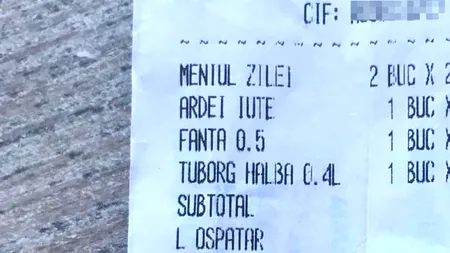 CIF:
~ ~ ~ ~ ~ ~ ~ ~ ~ ~ ~ ~ ~ ~ ~ ~
MENIUL ZILEI 2 BUC X 2
ARDEI IUTE 1 BUC X
FANTA 0.5 1 BUC X
TUBORG HALBA 0.4L 1 BUC X
SUBTOTAL
L OSPATAR